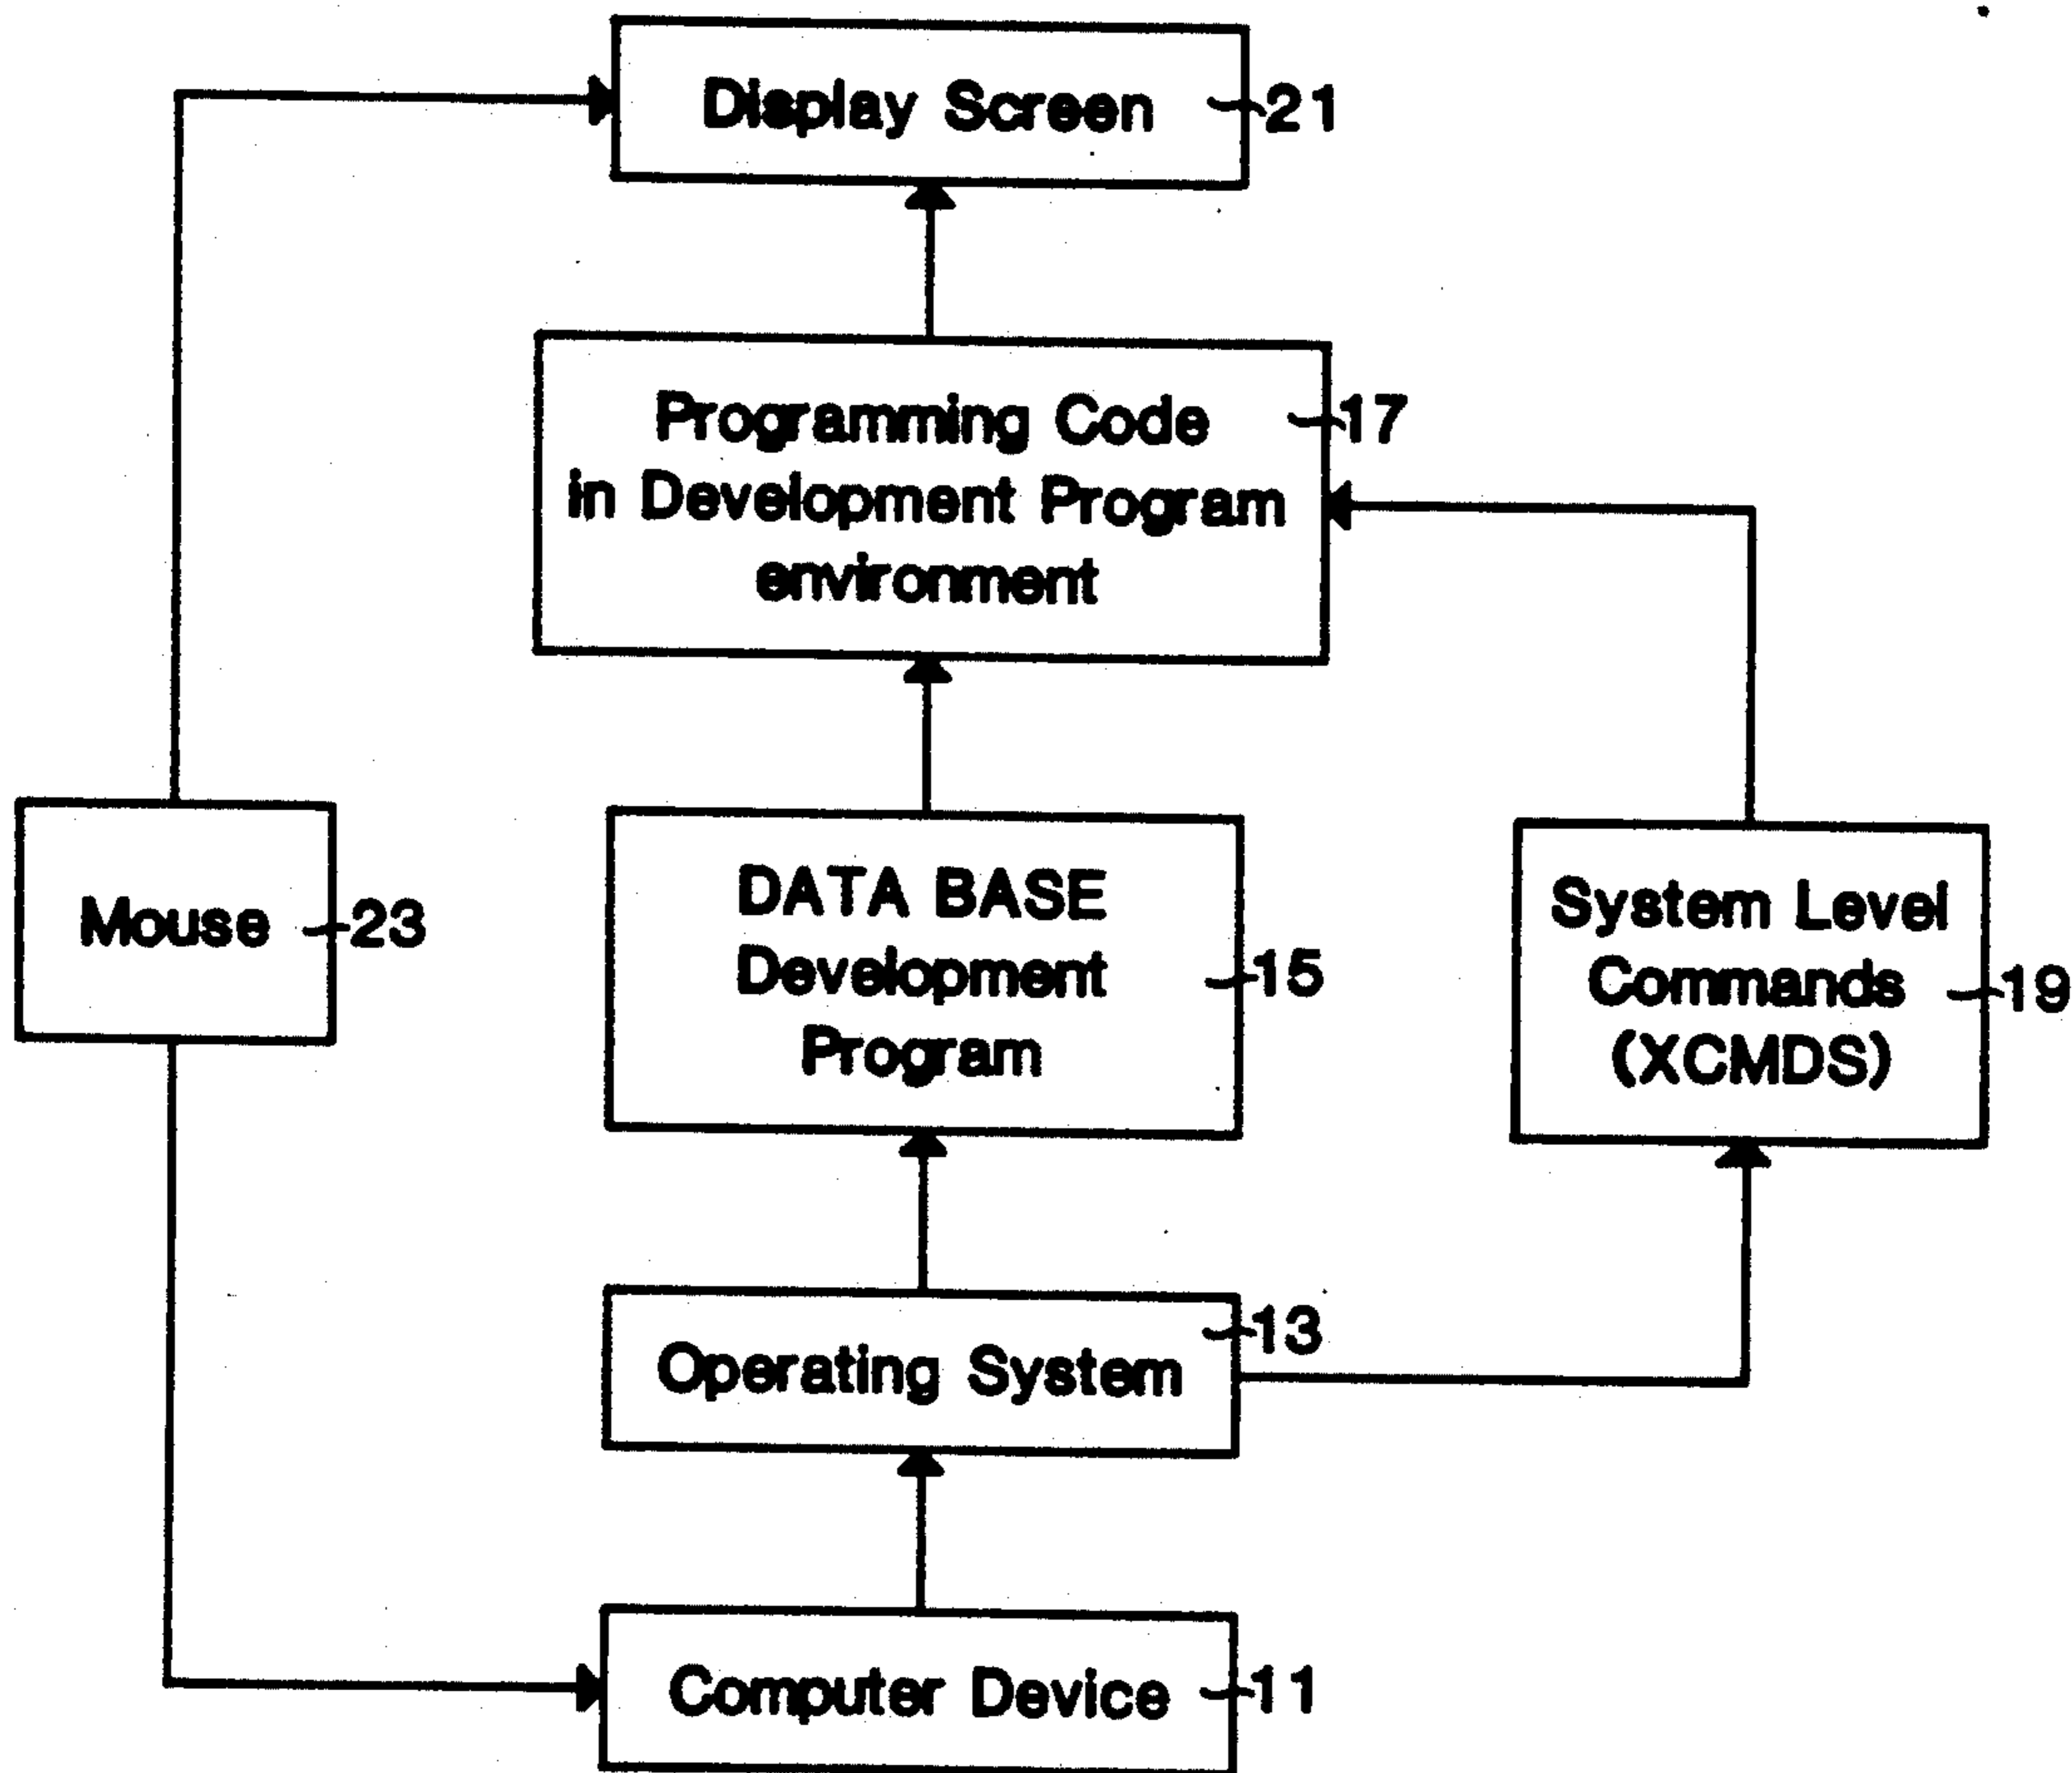 Display Screen 21
Programming Code 17
in Development Program
environment
Mouse 23
DATA BASE
Development 15
Program
System Level
Commands 19
(XCMDS)
13
Operating System
Computer Device 11